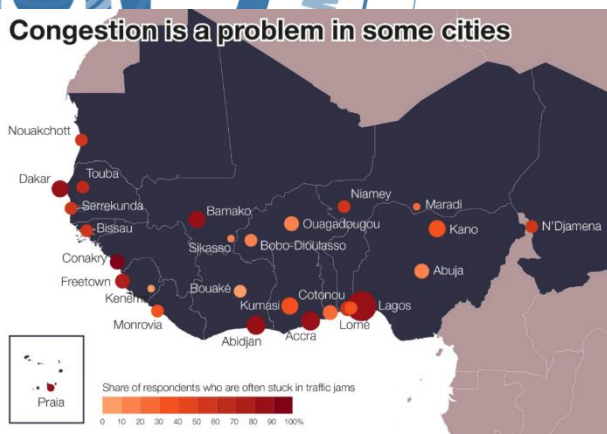 Congestion is a problem in some cities
Nouakchott
Dakar
Touba
Serrekunda
Bissau
Conakry
Freetown
Kenema
Monrovia
Bamako
Sikasso
Bobo-Dioulasso
Ouagadougou
Niamey
Maradi
Kano
N'Djamena
Abuja
Bouaké
Kumasi
Cotonou
Lagos
Lomé
Accra
Abidjan
Praia
Share of respondents who are often stuck in traffic jams
0 10 20 30 40 50 60 70 80 90 100%